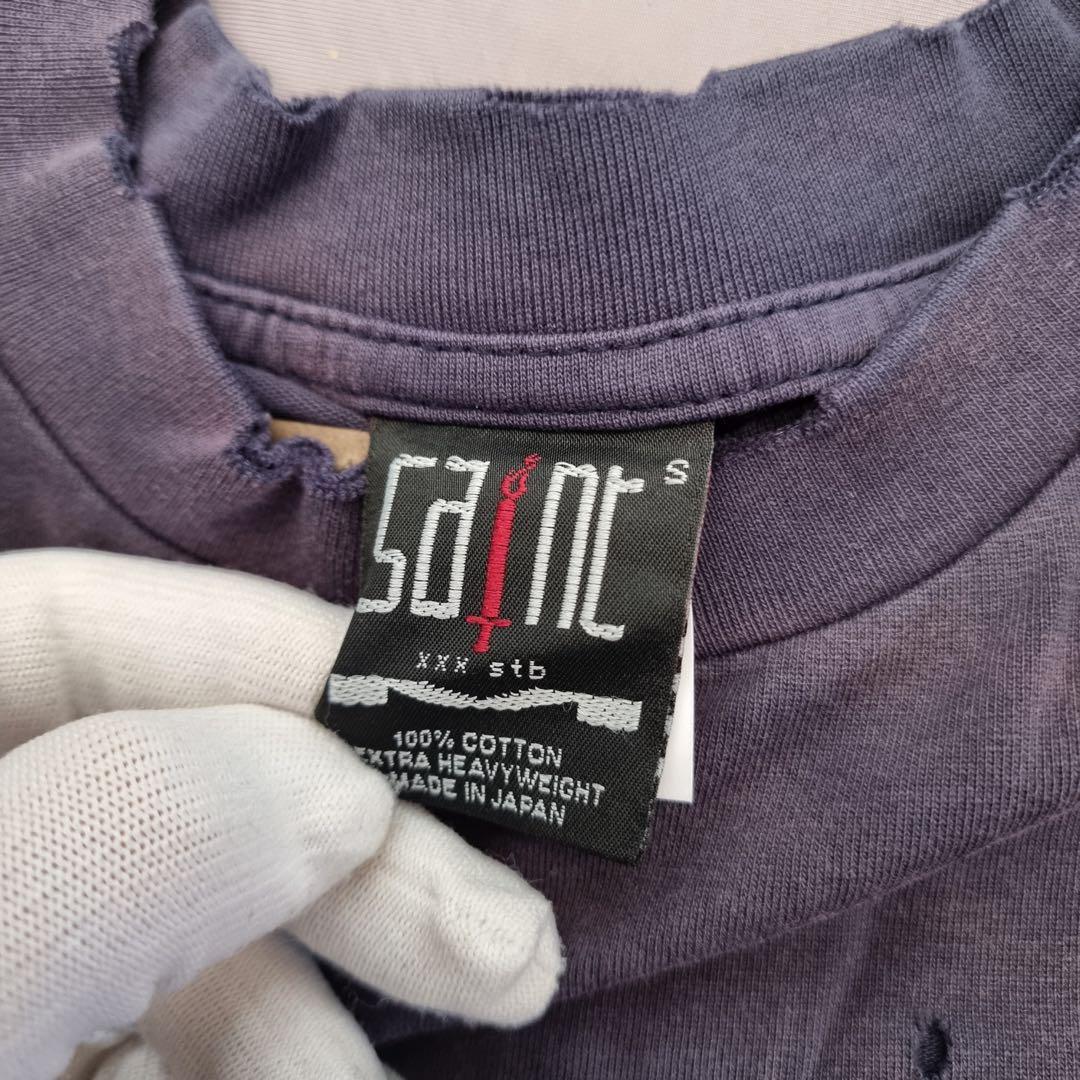 saint S
xxx stb
100% COTTON
EXTRA HEAVYWEIGHT
MADE IN JAPAN